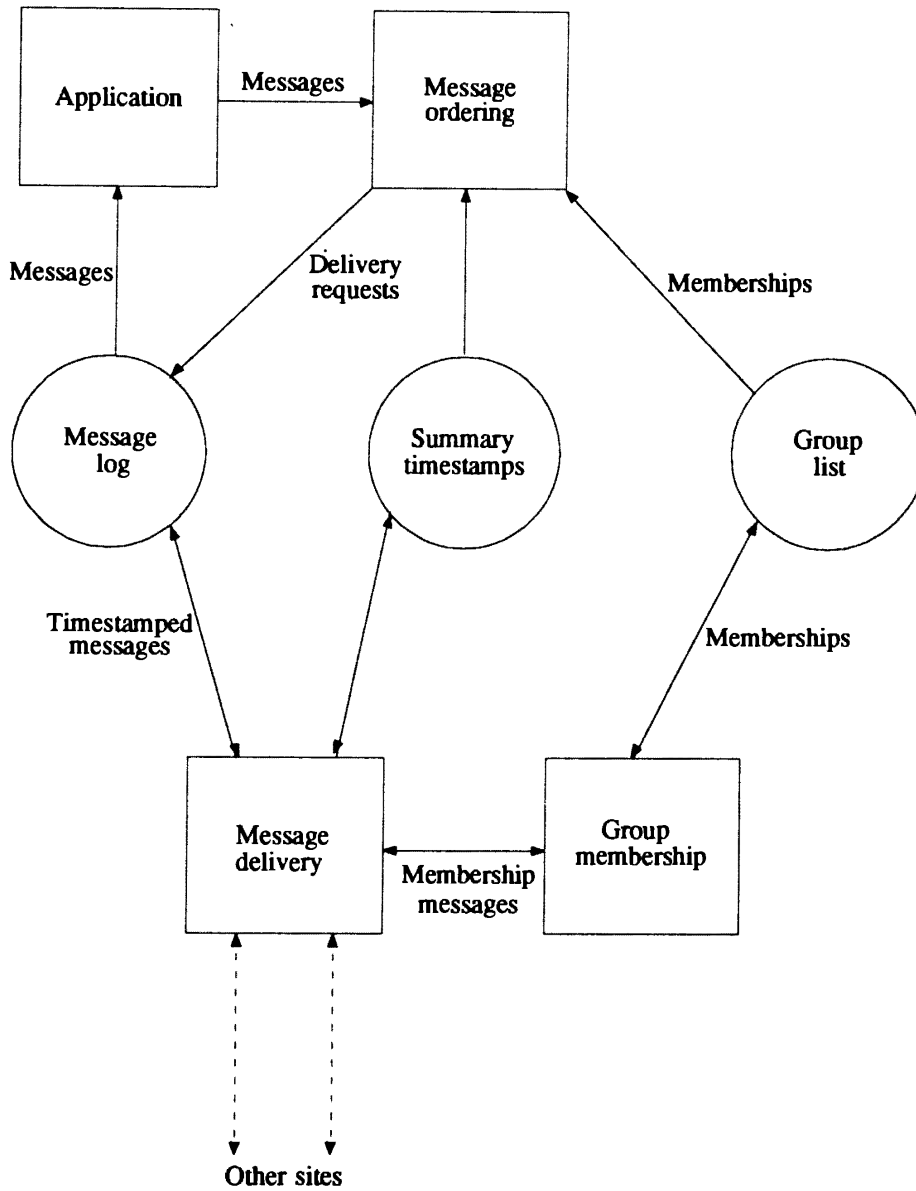 Application
Messages
Message
ordering
Messages
Delivery
requests
Memberships
Message
log
Summary
timestamps
Group
list
Timestamped
messages
Memberships
Message
delivery
Group
membership
Membership
messages
Other sites